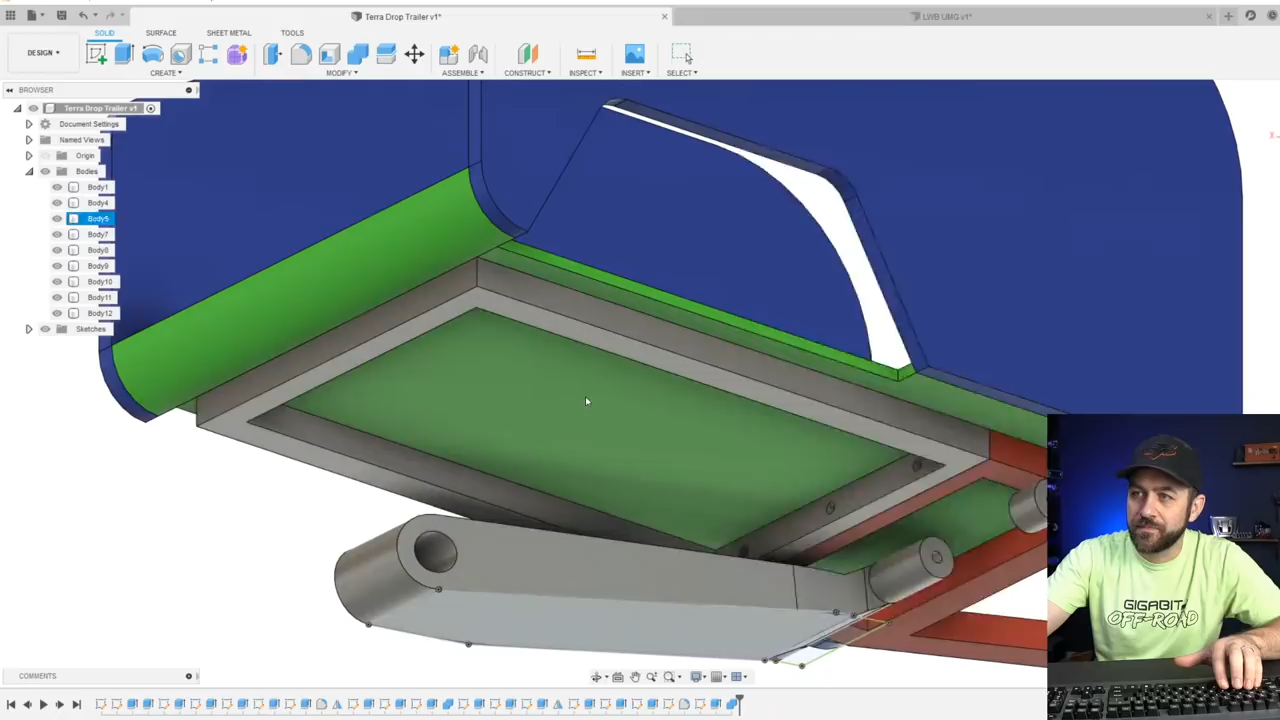 Terra Drop Trailer v1*
LWB UMG v1*
DESIGN
SOLID
SURFACE
SHEET METAL
TOOLS
CREATE
MODIFY
ASSEMBLE
CONSTRUCT
INSPECT
INSERT
SELECT
BROWSER
Terra Drop Trailer v1
Document Settings
Named Views
Origin
Bodies
Body1
Body4
Body5
Body7
Body8
Body9
Body10
Body11
Body12
Sketches
X
GIGABIT
OFF-ROAD
COMMENTS